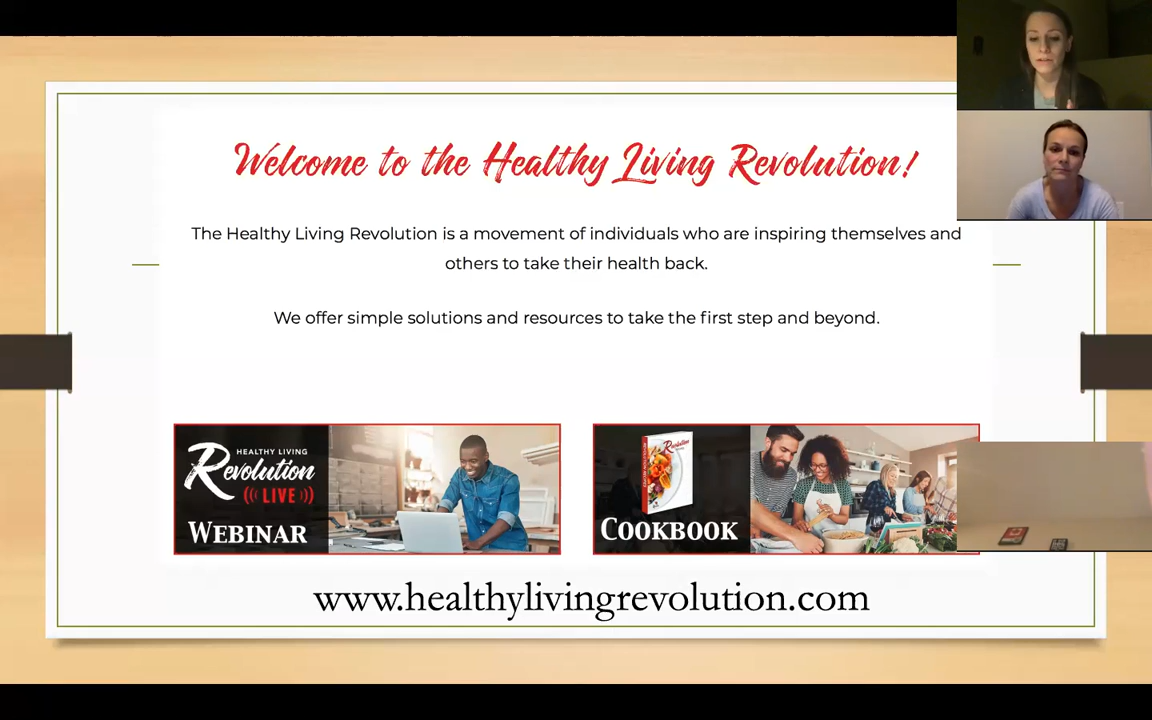 Welcome to the Healthy Living Revolution!
The Healthy Living Revolution is a movement of individuals who are inspiring themselves and
others to take their health back.
We offer simple solutions and resources to take the first step and beyond.
HEALTHY LIVING
Revolution
LIVE
WEBINAR
Revolution
COOKBOOK
www.healthylivingrevolution.com